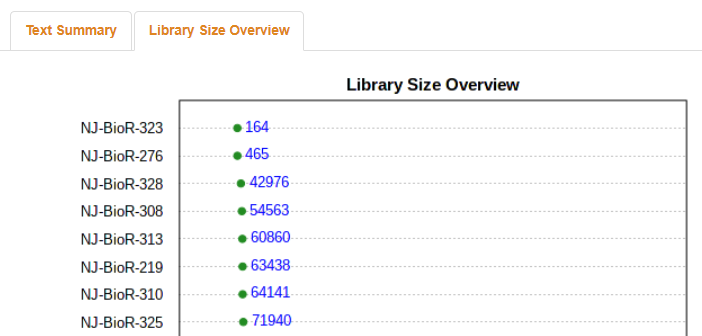 Text Summary Library Size Overview
Library Size Overview
NJ-BioR-323 164
NJ-BioR-276 465
NJ-BioR-328 42976
NJ-BioR-308 54563
NJ-BioR-313 60860
NJ-BioR-219 63438
NJ-BioR-310 64141
NJ-BioR-325 71940